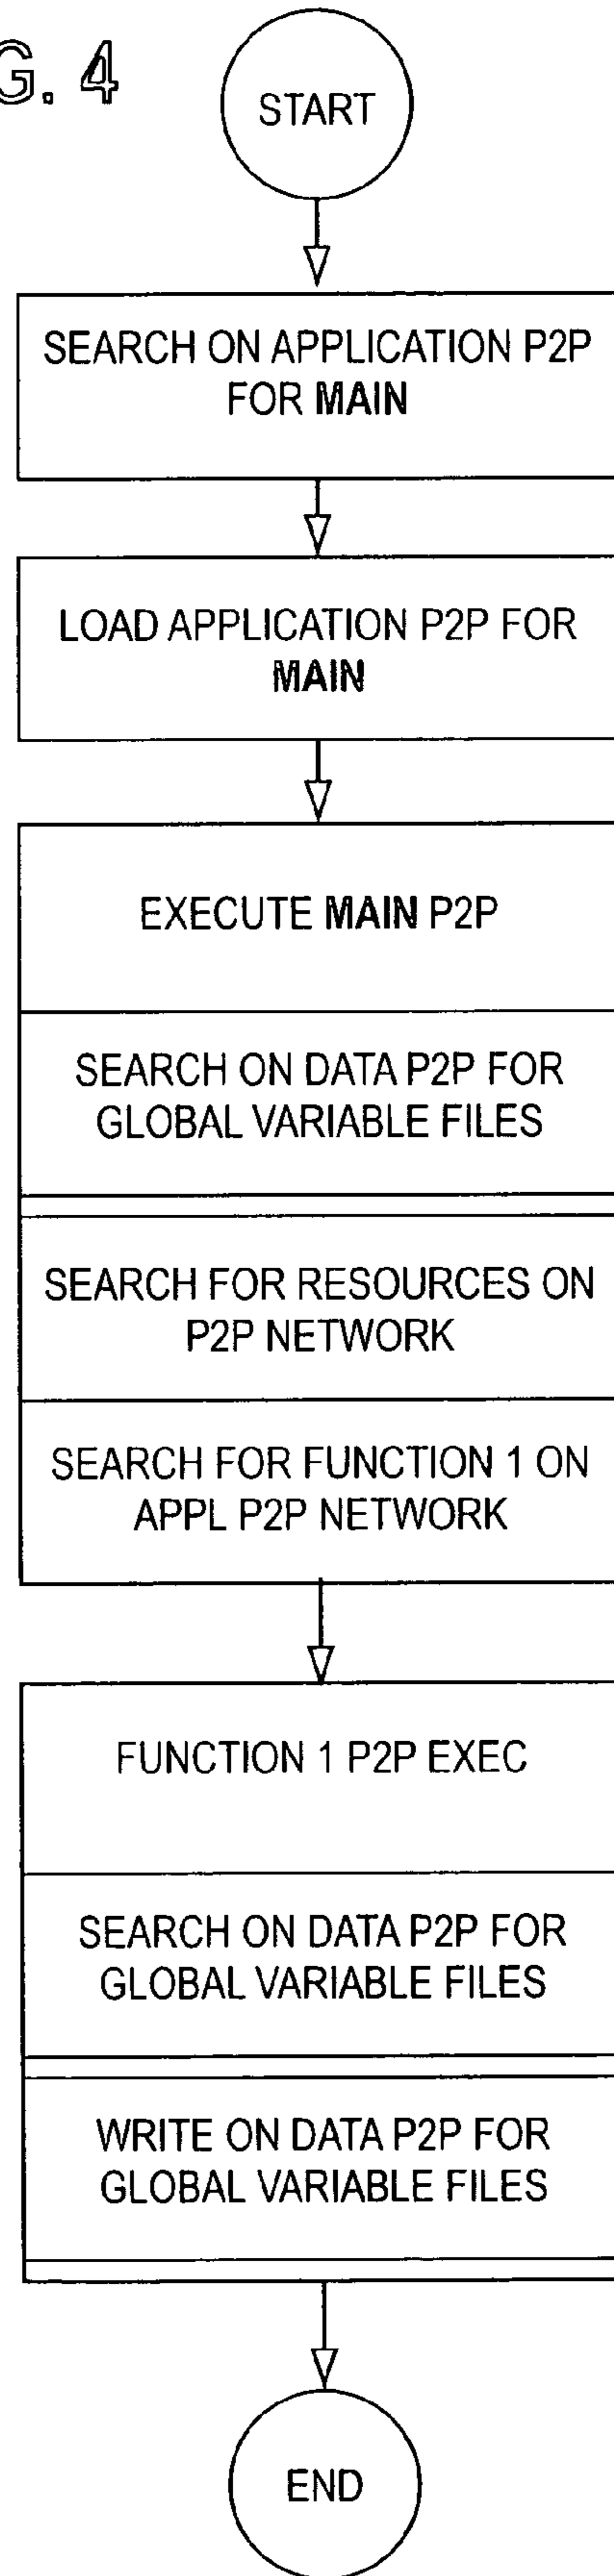 G. 4
START
SEARCH ON APPLICATION P2P
FOR MAIN
LOAD APPLICATION P2P FOR
MAIN
EXECUTE MAIN P2P
SEARCH ON DATA P2P FOR
GLOBAL VARIABLE FILES
SEARCH FOR RESOURCES ON
P2P NETWORK
SEARCH FOR FUNCTION 1 ON
APPL P2P NETWORK
FUNCTION 1 P2P EXEC
SEARCH ON DATA P2P FOR
GLOBAL VARIABLE FILES
WRITE ON DATA P2P FOR
GLOBAL VARIABLE FILES
END